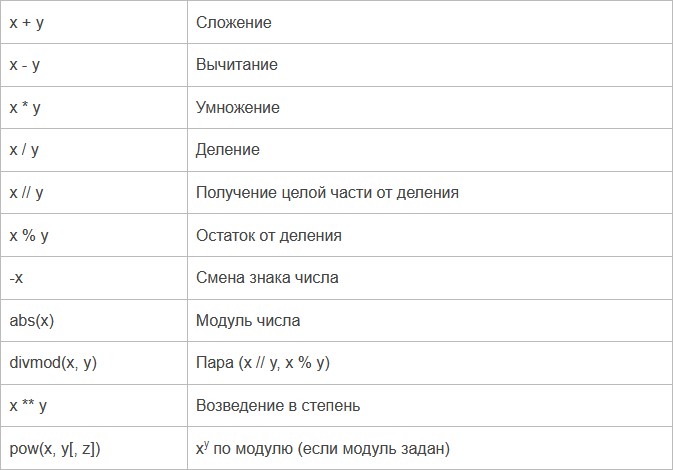 x + y Сложение
x - y Вычитание
x * y Умножение
x / y Деление
x // y Получение целой части от деления
x % y Остаток от деления
-x Смена знака числа
abs(x) Модуль числа
divmod(x, y) Пара (x // y, x % y)
x ** y Возведение в степень
pow(x, y[, z]) xʸ по модулю (если модуль задан)